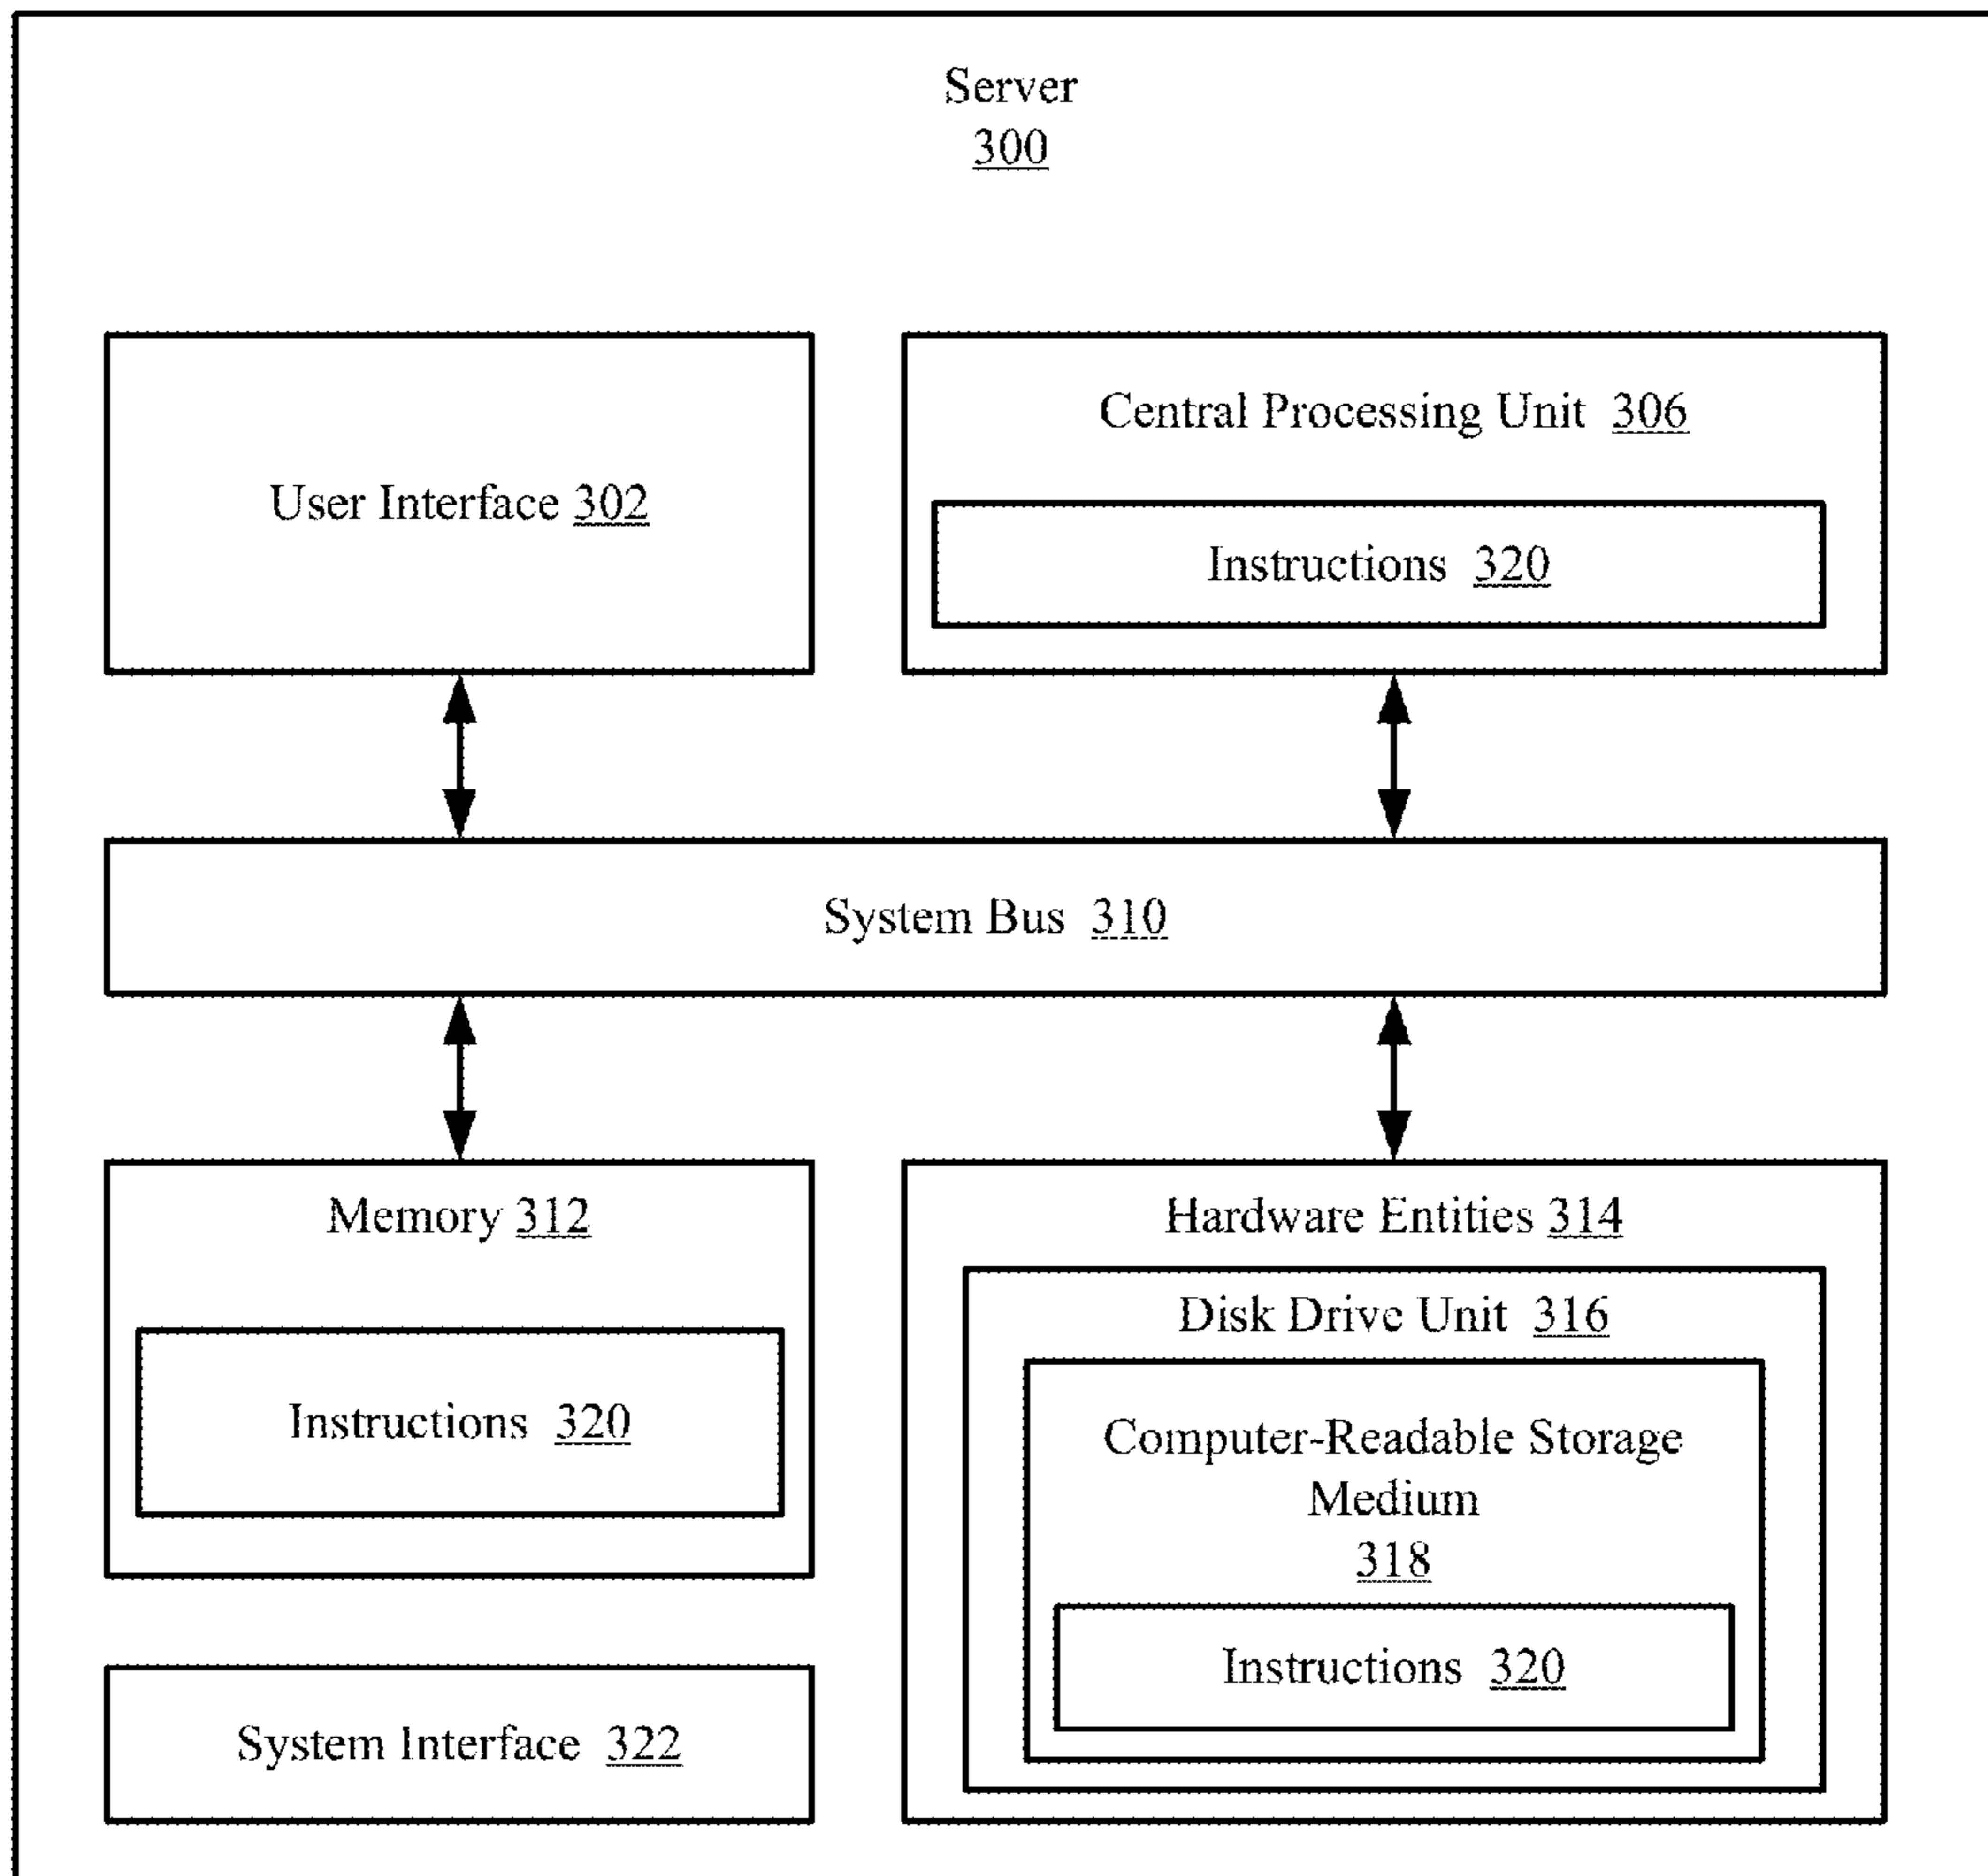 Server
300
User Interface 302
Central Processing Unit 306
Instructions 320
System Bus 310
Memory 312
Instructions 320
Hardware Entities 314
Disk Drive Unit 316
Computer-Readable Storage
Medium
318
Instructions 320
System Interface 322